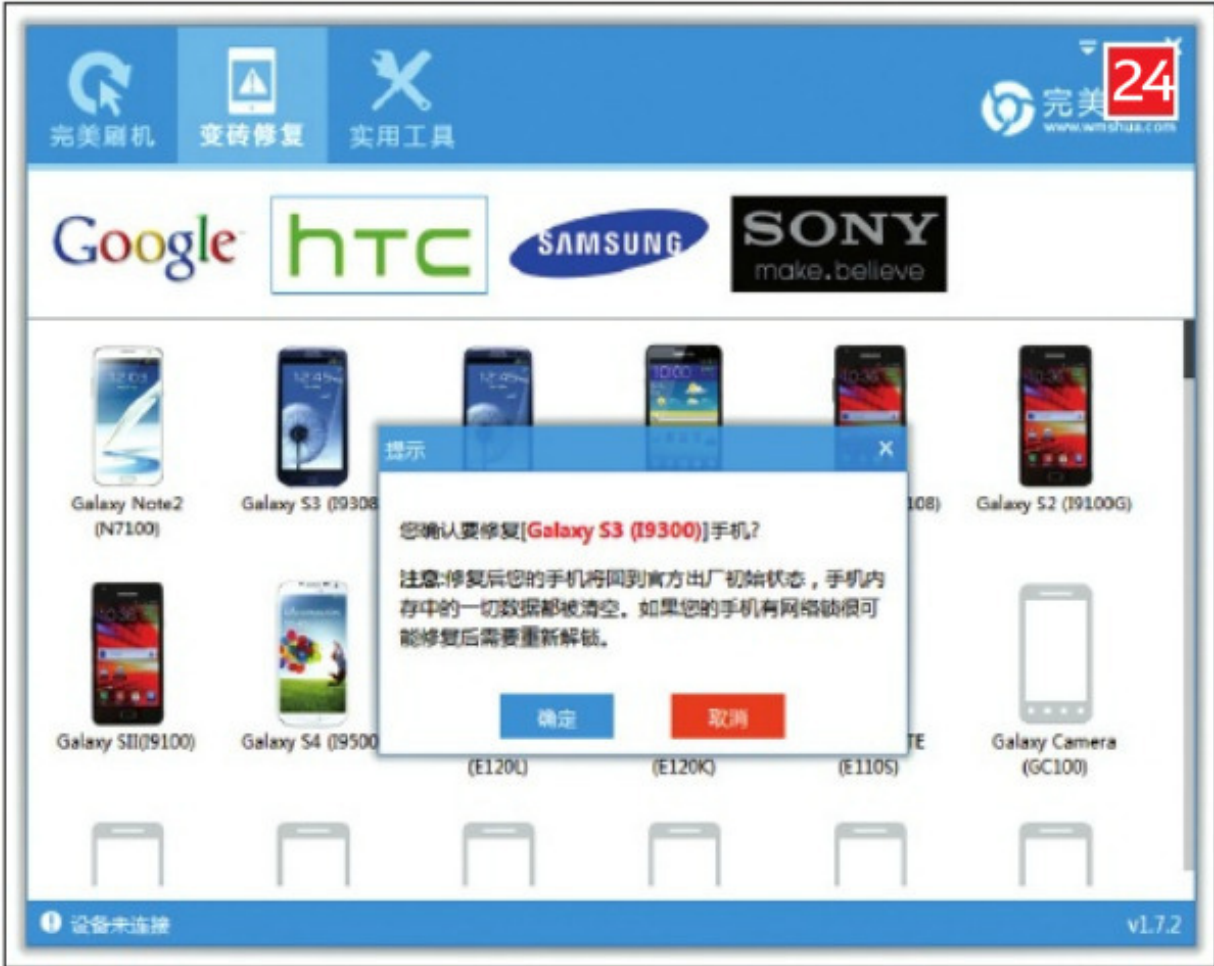 24
完美刷机
变砖修复
实用工具
完美
www.wmshua.com
Google
hTC
SAMSUNG
SONY
make.believe
提示
您确认要修复[Galaxy S3 (I9300)]手机?
注意:修复后您的手机将回到官方出厂初始状态，手机内
存中的一切数据都被清空。如果您的手机有网络锁很可
能修复后需要重新解锁。
确定
取消
Galaxy Note2
(N7100)
Galaxy S3 (I9308
108)
Galaxy S2 (I9100G)
Galaxy SII(I9100)
Galaxy S4 (I9500
(E120L)
(E120K)
TE
(E110S)
Galaxy Camera
(GC100)
设备未连接
v1.7.2